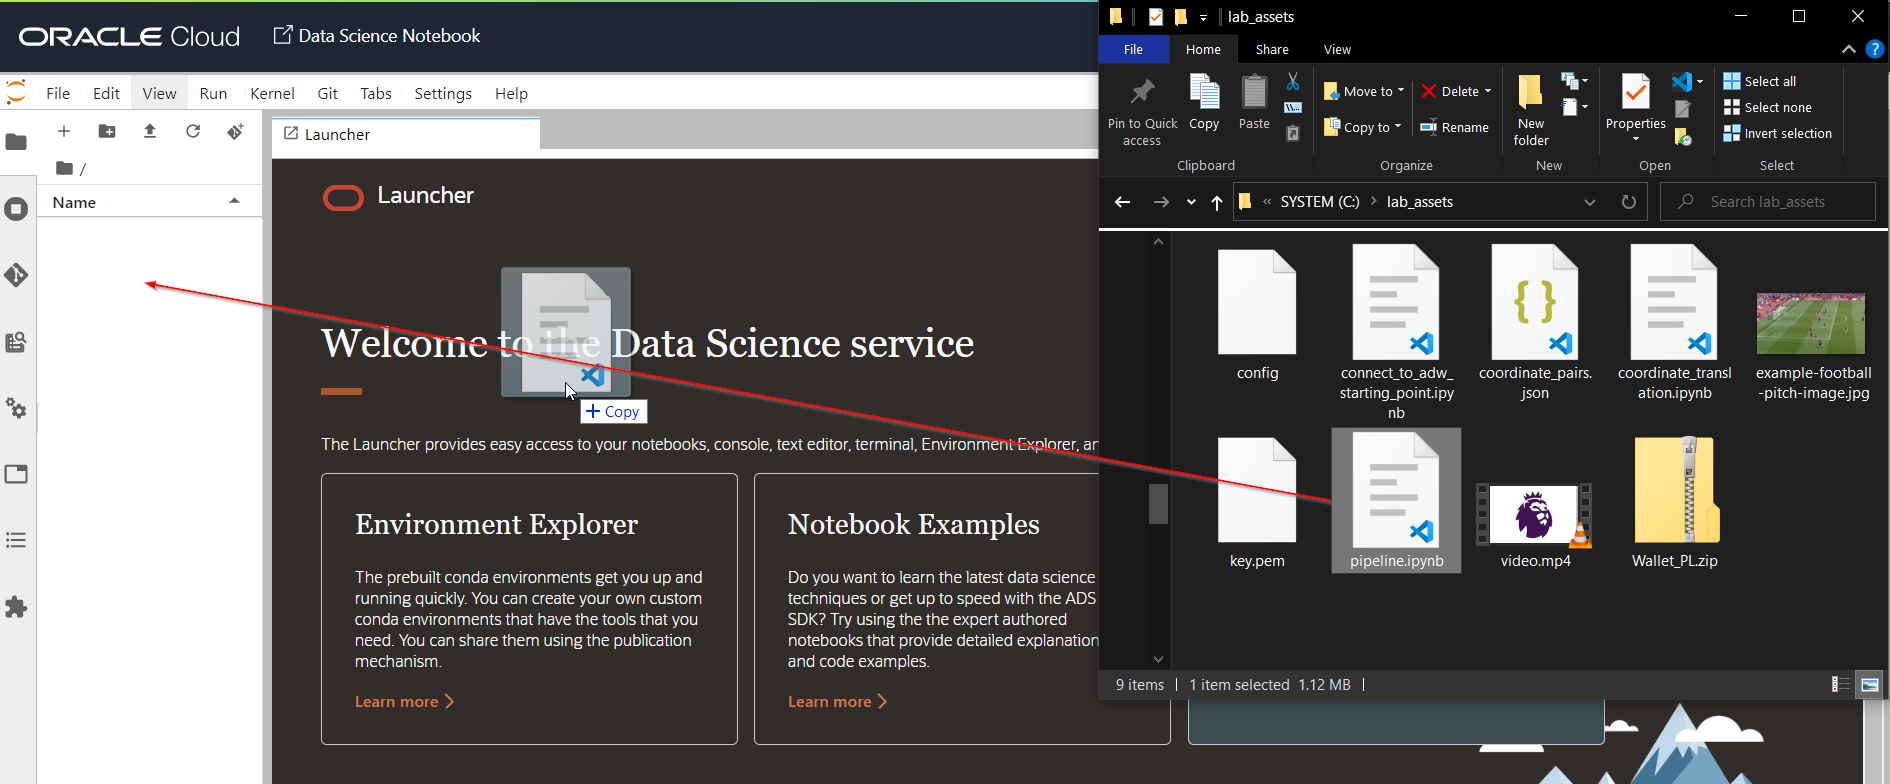 ORACLE Cloud
Data Science Notebook
File Edit View Run Kernel Git Tabs Settings Help
/
Name
Launcher
Launcher
Welcome to the Data Science service
Copy
The Launcher provides easy access to your notebooks, console, text editor, terminal, Environment Explorer, an
Environment Explorer
The prebuilt conda environments get you up and
running quickly. You can create your own custom
conda environments that have the tools that you
need. You can share them using the publication
mechanism.
Learn more
Notebook Examples
Do you want to learn the latest data science
techniques or get up to speed with the ADS
SDK? Try using the the expert authored
notebooks that provide detailed explanation
and code examples.
Learn more
lab_assets
File Home Share View
Pin to Quick
access
Copy
Paste
Clipboard
Move to
Copy to
Delete
Rename
Organize
New
folder
New
Properties
Open
Select all
Select none
Invert selection
Select
« SYSTEM (C:) > lab_assets
Search lab_assets
config
connect_to_adw_
starting_point.ipy
nb
coordinate_pairs.
json
coordinate_transl
ation.ipynb
example-football
-pitch-image.jpg
key.pem
pipeline.ipynb
video.mp4
Wallet_PL.zip
9 items
1 item selected 1.12 MB